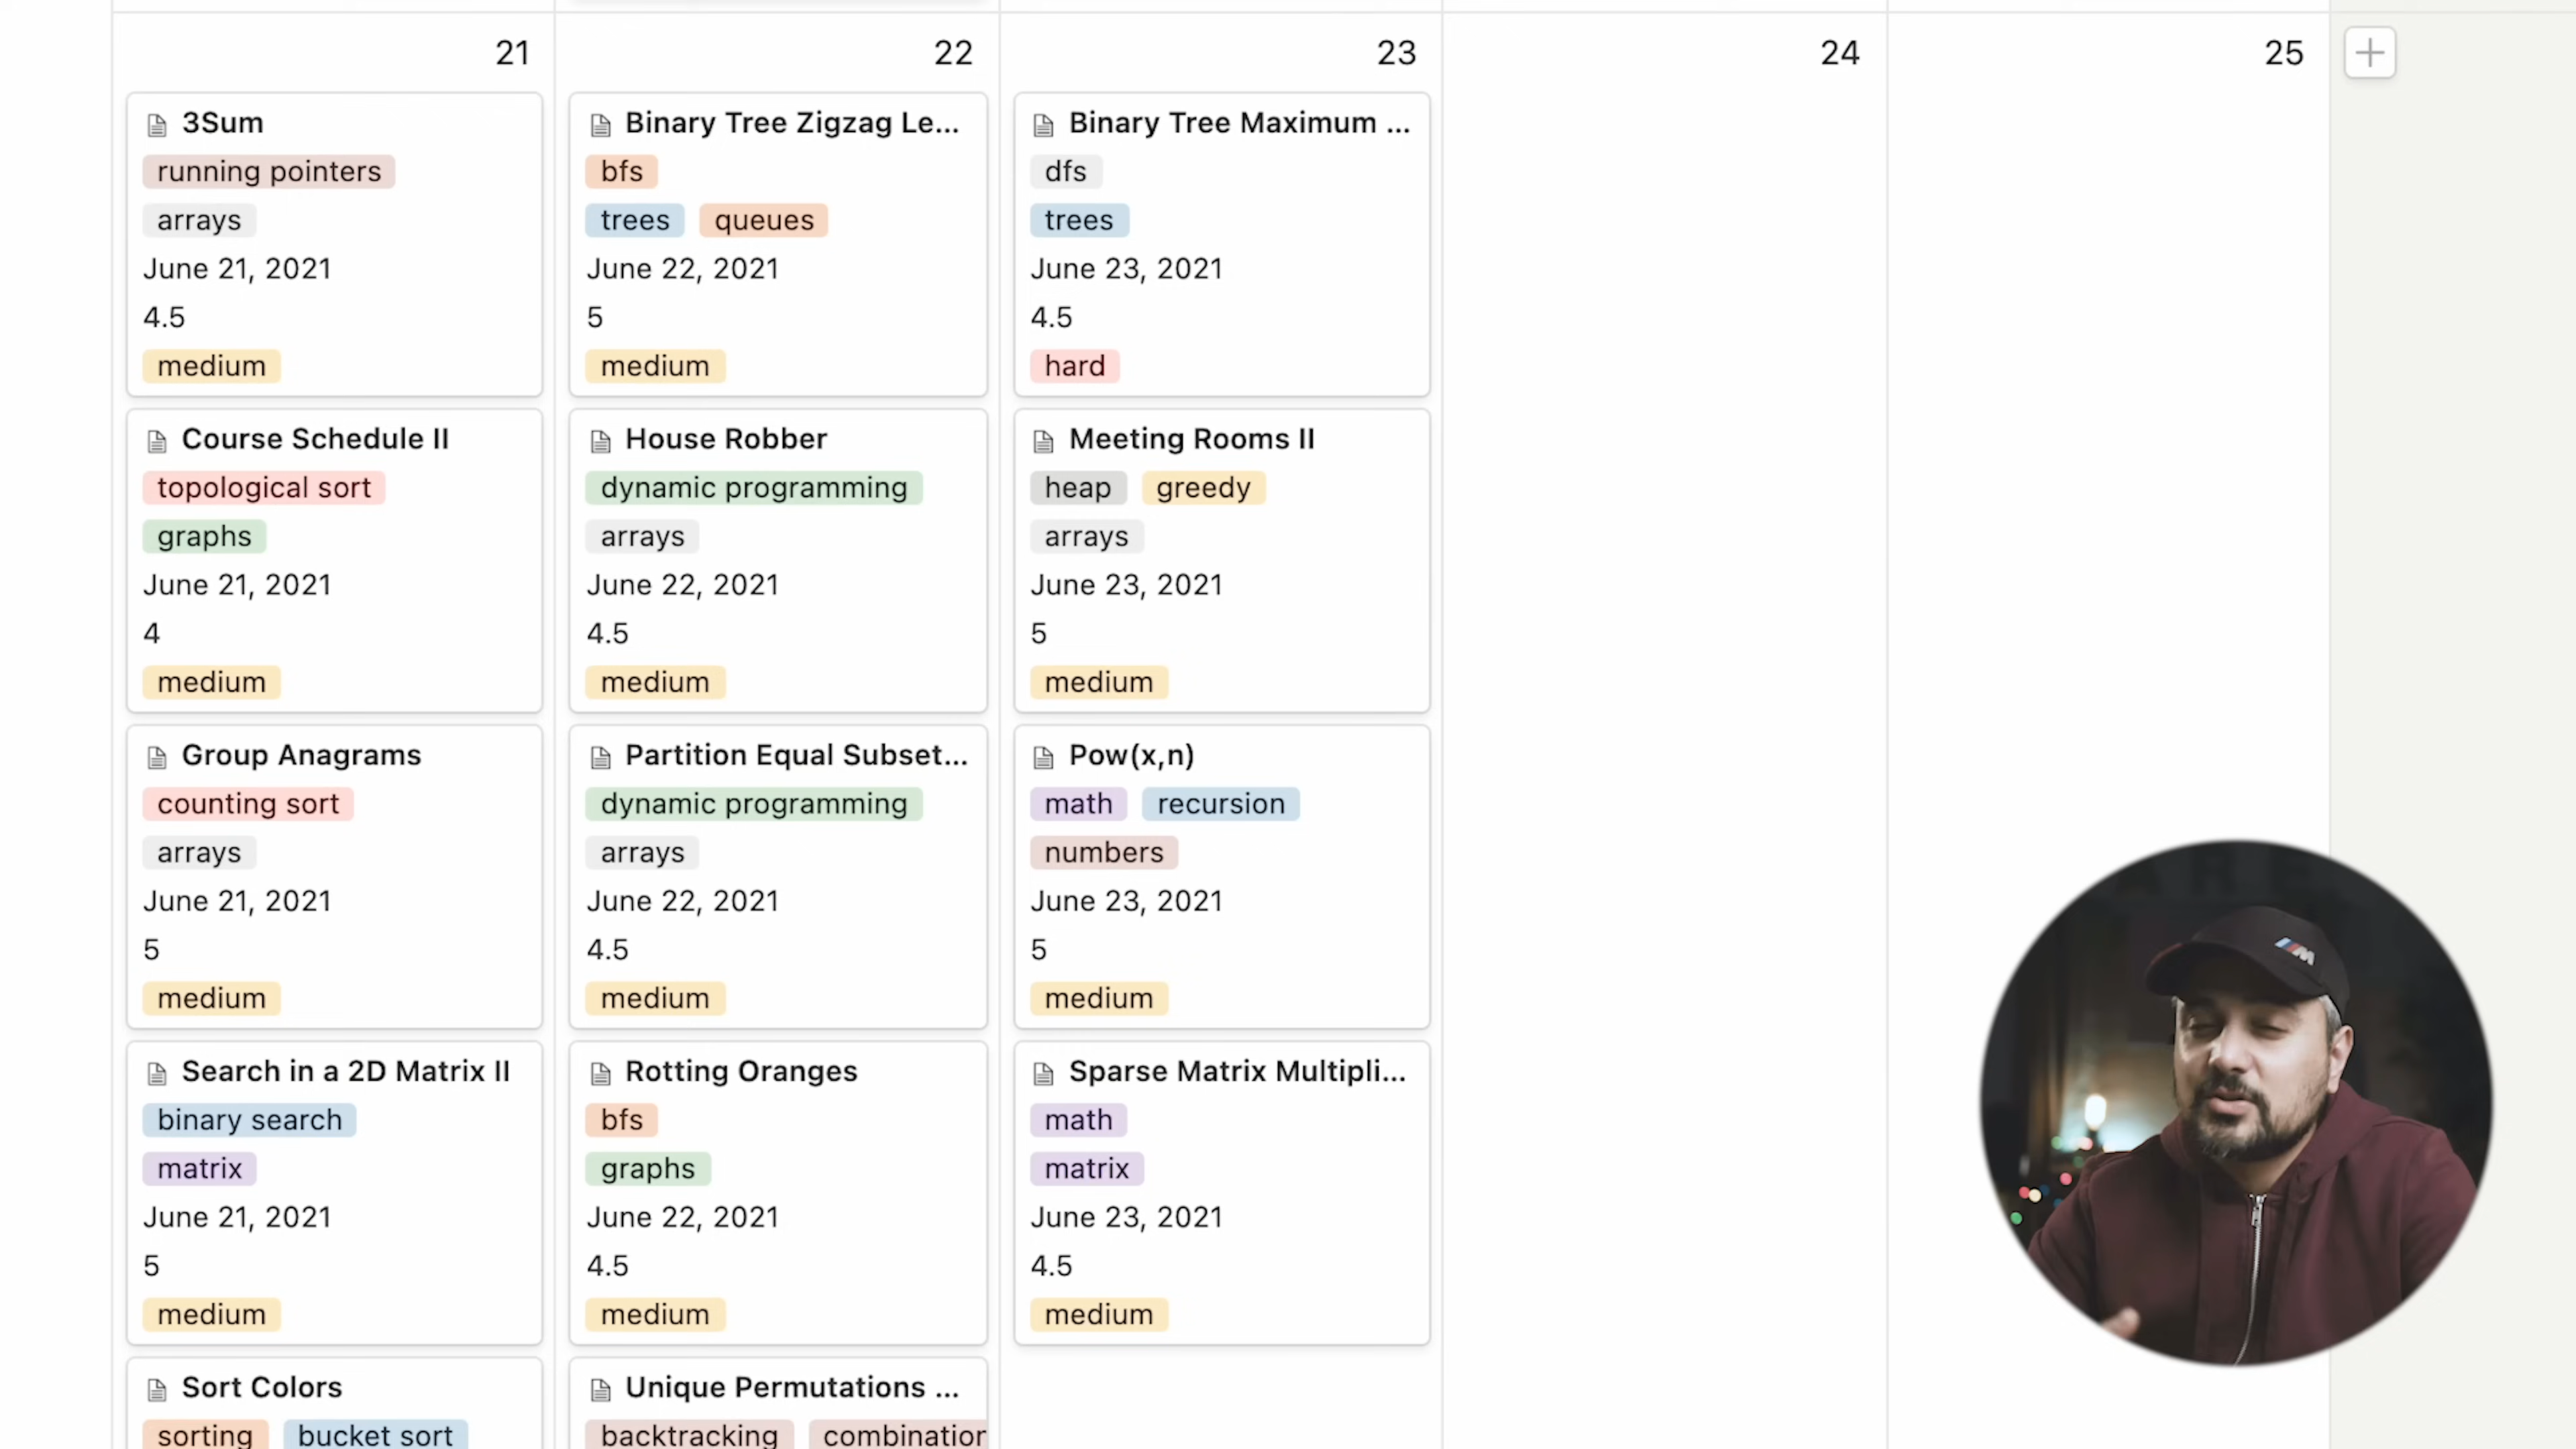 21
3Sum
running pointers
arrays
June 21, 2021
4.5
medium
Course Schedule II
topological sort
graphs
June 21, 2021
4
medium
Group Anagrams
counting sort
arrays
June 21, 2021
5
medium
Search in a 2D Matrix II
binary search
matrix
June 21, 2021
5
medium
Sort Colors
sorting bucket sort
22
Binary Tree Zigzag Le...
bfs
trees queues
June 22, 2021
5
medium
House Robber
dynamic programming
arrays
June 22, 2021
4.5
medium
Partition Equal Subset...
dynamic programming
arrays
June 22, 2021
4.5
medium
Rotting Oranges
bfs
graphs
June 22, 2021
4.5
medium
Unique Permutations ...
backtracking combination
23
Binary Tree Maximum ...
dfs
trees
June 23, 2021
4.5
hard
Meeting Rooms II
heap greedy
arrays
June 23, 2021
5
medium
Pow(x,n)
math recursion
numbers
June 23, 2021
5
medium
Sparse Matrix Multipli...
math
matrix
June 23, 2021
4.5
medium
24
25
M